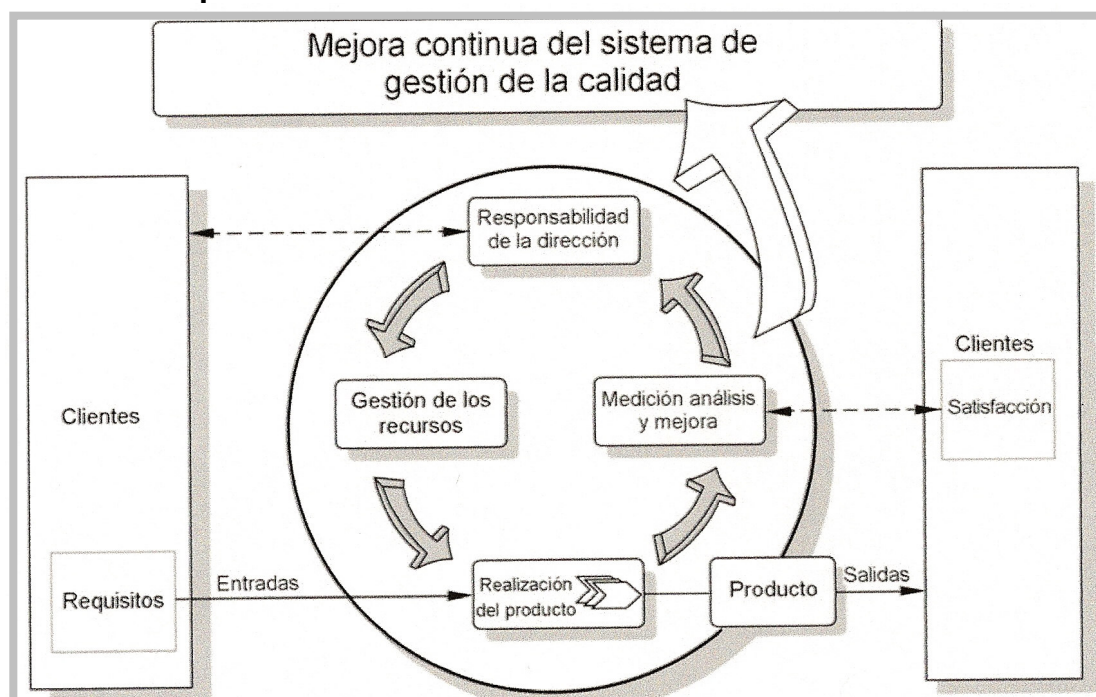 Mejora continua del sistema de
gestión de la calidad
Responsabilidad
de la dirección
Clientes
Gestión de los
recursos
Medición análisis
y mejora
Clientes
Satisfacción
Requisitos
Entradas
Realización
del producto
Producto
Salidas